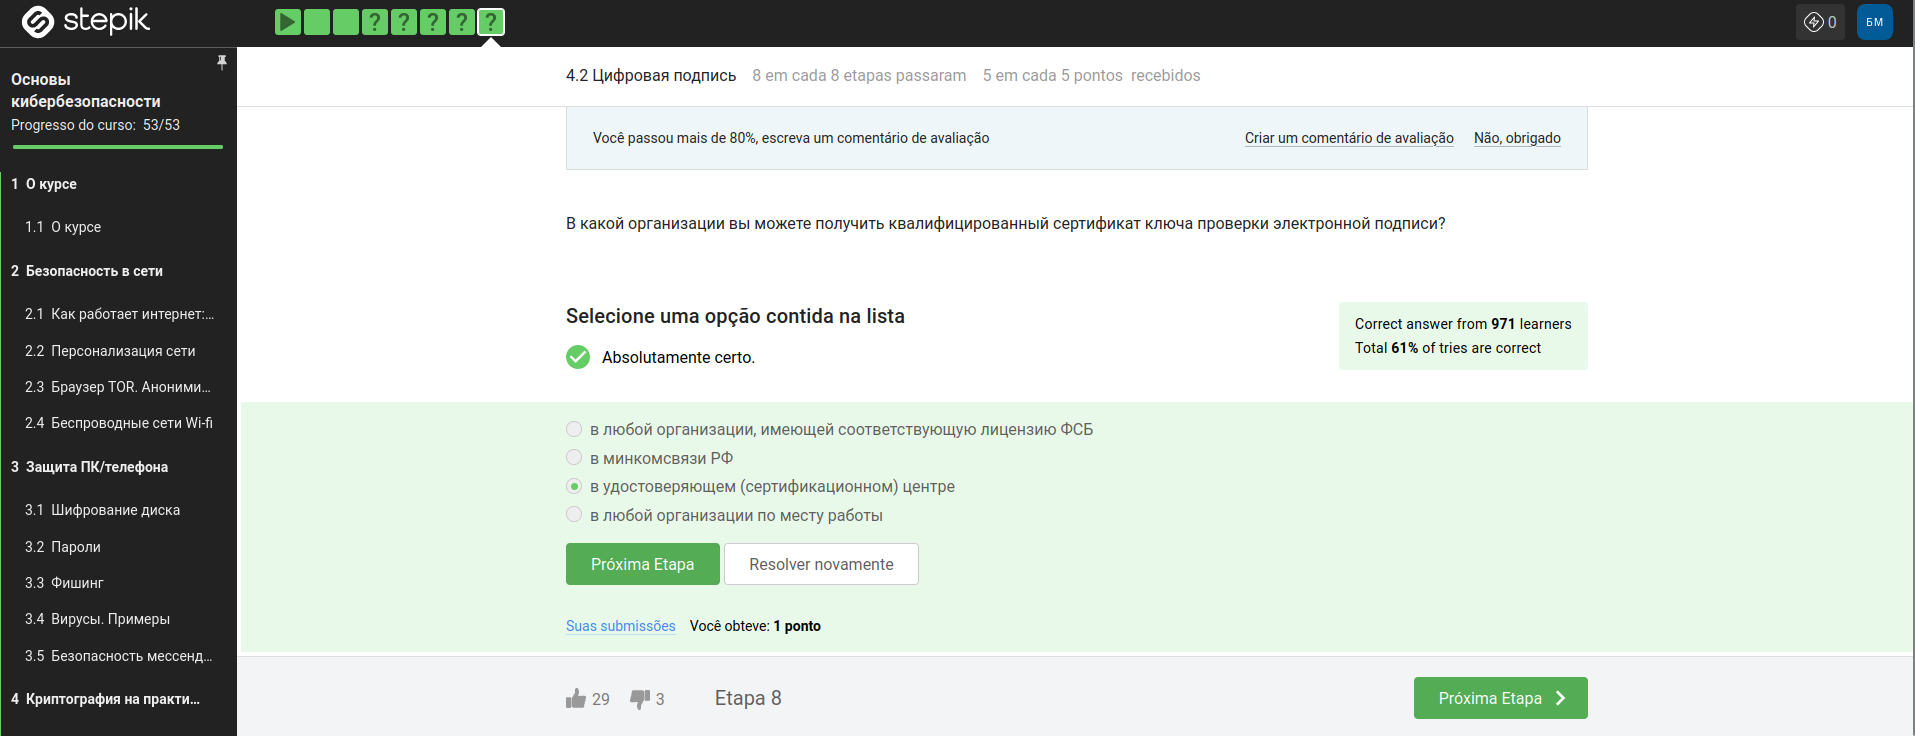 stepik
? ? ? ? ?
0
БМ
Основы
кибербезопасности
Progresso do curso: 53/53
1 О курсе
1.1 О курсе
2 Безопасность в сети
2.1 Как работает интернет:...
2.2 Персонализация сети
2.3 Браузер TOR. Аноними...
2.4 Беспроводные сети Wi-fi
3 Защита ПК/телефона
3.1 Шифрование диска
3.2 Пароли
3.3 Фишинг
3.4 Вирусы. Примеры
3.5 Безопасность мессенд...
4 Криптография на практи...
4.2 Цифровая подпись 8 em cada 8 etapas passaram 5 em cada 5 pontos recebidos
Você passou mais de 80%, escreva um comentário de avaliação Criar um comentário de avaliação Não, obrigado
В какой организации вы можете получить квалифицированный сертификат ключа проверки электронной подписи?
Selecione uma opção contida na lista
Absolutamente certo.
Correct answer from 971 learners
Total 61% of tries are correct
в любой организации, имеющей соответствующую лицензию ФСБ
в минкомсвязи РФ
в удостоверяющем (сертификационном) центре
в любой организации по месту работы
Próxima Etapa Resolver novamente
Suas submissões Você obteve: 1 ponto
29 3 Etapa 8 Próxima Etapa